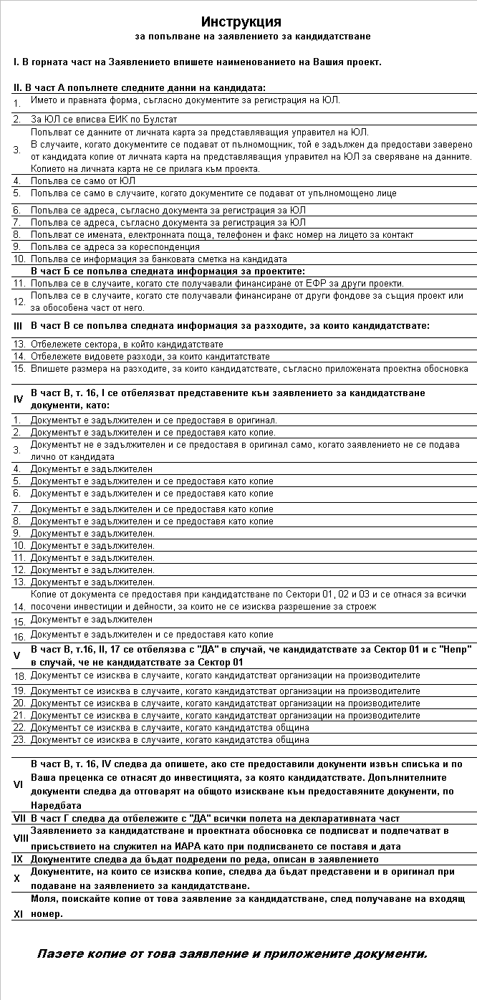 Инструкция
за попълване на заявлението за кандидатстване
I. В горната част на Заявлението впишете наименованието на Вашия проект.
II. В част А попълнете следните данни на кандидата:
1. Името и правната форма, съгласно документите за регистрация на ЮЛ.
2. За ЮЛ се вписва ЕИК по Булстат
Попълват се данните от личната карта за представляващия управител на ЮЛ.
3. В случаите, когато документите се подават от пълномощник, той е задължен да предостави заверено
от кандидата копие от личната карта на представляващия управител на ЮЛ за сверяване на данните.
Копието на личната карта не се прилага към проекта.
4. Попълва се само от ЮЛ
5. Попълва се само в случаите, когато документите се подават от упълномощено лице
6. Попълва се адреса, съгласно документа за регистрация за ЮЛ
7. Попълва се адреса, съгласно документа за регистрация за ЮЛ
8. Попълват се имената, електронната поща, телефонен и факс номер на лицето за контакт
9. Попълва се адреса за кореспонденция
10. Попълва се информация за банковата сметка на кандидата
В част Б се попълва следната информация за проектите:
11. Попълва се в случаите, когато сте получавали финансиране от ЕФР за други проекти.
12. Попълва се в случаите, когато сте получавали финансиране от други фондове за същия проект или
за обособена част от него.
III В част В се попълва следната информация за разходите, за които кандидатствате:
13. Отбележете сектора, в който кандидатствате
14. Отбележете видовете разходи, за които кандитатствате
15. Впишете размера на разходите, за които кандидатствате, съгласно приложената проектна обосновка
IV В част В, т. 16, I се отбелязват представените към заявлението за кандидатстване
документи, като:
1. Документът е задължителен и се предоставя в оригинал.
2. Документът е задължителен и се предоставя като копие.
3. Документът не е задължителен и се предоставя в оригинал само, когато заявлението не се подава
лично от кандидата
4. Документът е задължителен
5. Документът е задължителен и се предоставя като копие
6. Документът е задължителен и се предоставя като копие
7. Документът е задължителен и се предоставя като копие
8. Документът е задължителен и се предоставя като копие
9. Документът е задължителен.
10. Документът е задължителен.
11. Документът е задължителен.
12. Документът е задължителен.
13. Документът е задължителен.
Копие от документа се предоставя при кандидатстване по Сектори 01, 02 и 03 и се отнася за всички
14. посочени инвестиции и дейности, за които не се изисква разрешение за строеж
15. Документът е задължителен
16. Документът е задължителен и се предоставя като копие
V В част В, т.16, II, 17 се отбелязва с "ДА" в случай, че кандидатствате за Сектор 01 и с "Непр"
в случай, че не кандидатствате за Сектор 01
18. Документът се изисква в случаите, когато кандидатстват организации на производителите
19. Документът се изисква в случаите, когато кандидатстват организации на производителите
20. Документът се изисква в случаите, когато кандидатстват организации на производителите
21. Документът се изисква в случаите, когато кандидатстват организации на производителите
22. Документът се изисква в случаите, когато кандидатства община
23. Документът се изисква в случаите, когато кандидатства община
В част В, т. 16, IV следва да опишете, ако сте предоставили документи извън списъка и по
Ваша преценка се отнасят до инвестицията, за която кандидатствате. Допълнителните
VI документи следва да отговарят на общото изискване към предоставяните документи, по
Наредбата
VII В част Г следва да отбележите с "ДА" всички полета на декларативната част
VIII Заявлението за кандидатстване и проектната обосновка се подписват и подпечатват в
присъствието на служител на ИАРА като при подписването се поставя и дата
IX Документите следва да бъдат подредени по реда, описан в заявлението
X Документите, на които се изисква копие, следва да бъдат представени и в оригинал при
подаване на заявлението за кандидатстване.
Моля, поискайте копие от това заявление за кандидатстване, след получаване на входящ
XI номер.
Пазете копие от това заявление и приложените документи.